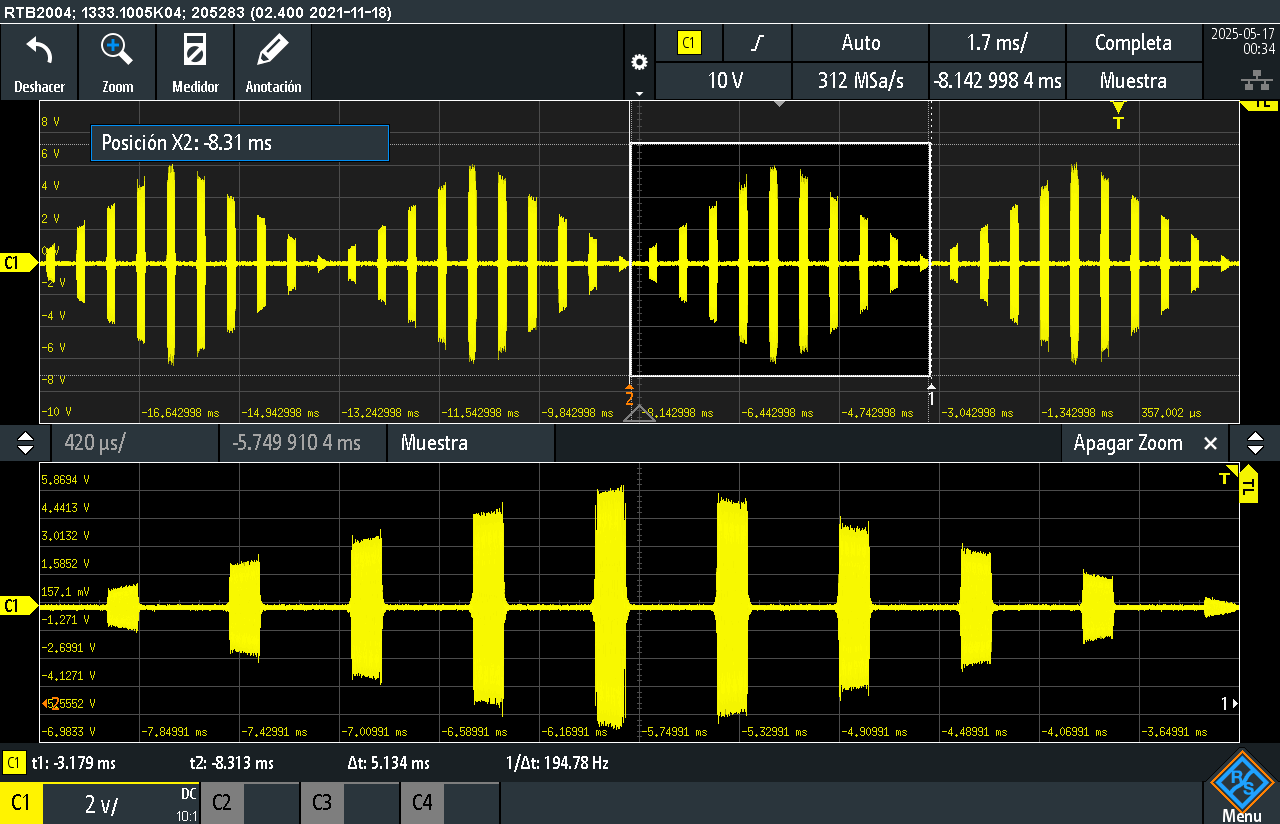 RTB2004; 1333.1005K04; 205283 (02.400 2021-11-18)
Deshacer
Zoom
Medidor
Anotación
C1
Auto
1.7 ms/
Completa
2025-05-17
00:34
10 V
312 MSa/s
-8.142 998 4 ms
Muestra
TL
T
Posición X2: -8.31 ms
8 V
6 V
4 V
2 V
0 V
C1
-2 V
-4 V
-6 V
-8 V
-10 V
2
1
-16.642998 ms
-14.942998 ms
-13.242998 ms
-11.542998 ms
-9.842998 ms
-8.142998 ms
-6.442998 ms
-4.742998 ms
-3.042998 ms
-1.342998 ms
357.002 µs
420 µs/
-5.749 910 4 ms
Muestra
Apagar Zoom
T
TL
5.8694 V
4.4413 V
3.0132 V
1.5852 V
157.1 mV
C1
-1.271 V
-2.6991 V
-4.1271 V
2
-5.5552 V
1
-6.9833 V
-7.84991 ms
-7.42991 ms
-7.00991 ms
-6.58991 ms
-6.16991 ms
-5.74991 ms
-5.32991 ms
-4.90991 ms
-4.48991 ms
-4.06991 ms
-3.64991 ms
C1 t1: -3.179 ms
t2: -8.313 ms
Δt: 5.134 ms
1/Δt: 194.78 Hz
C1
2 V/
DC
10:1
C2
C3
C4
R S
Menu